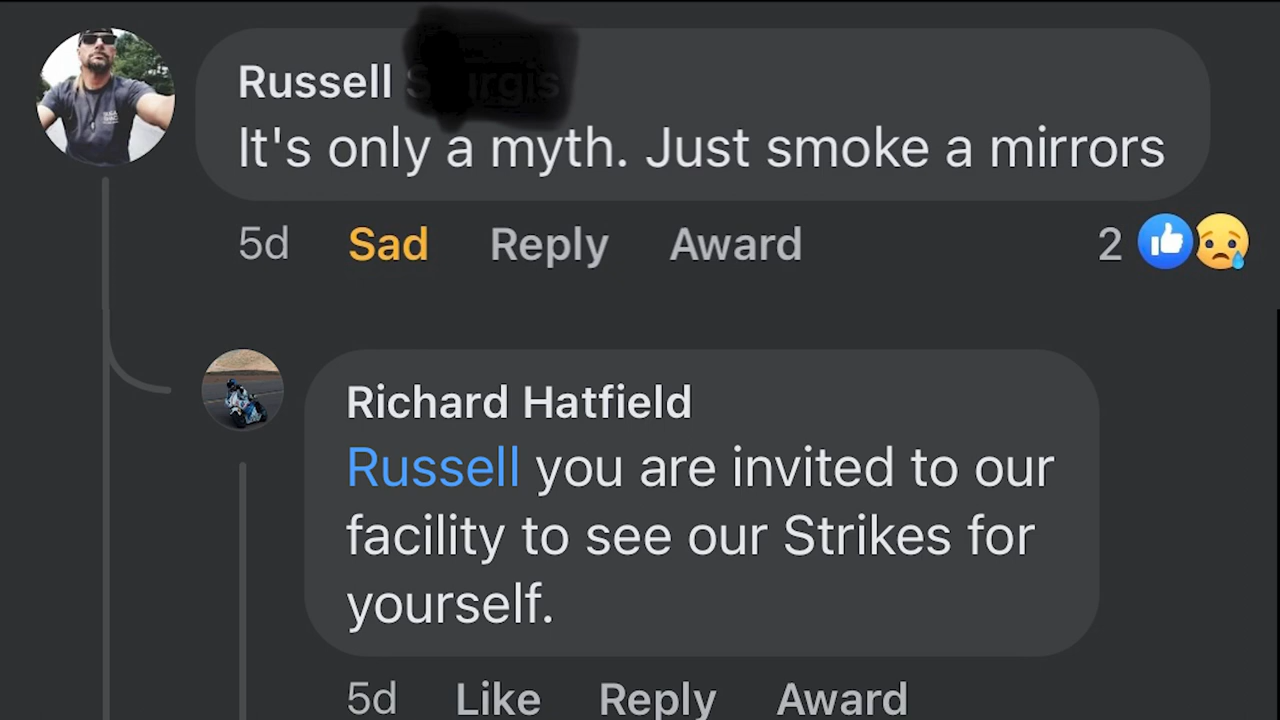 Russell
It's only a myth. Just smoke a mirrors
5d Sad Reply Award 2
Richard Hatfield
Russell you are invited to our
facility to see our Strikes for
yourself.
5d Like Reply Award